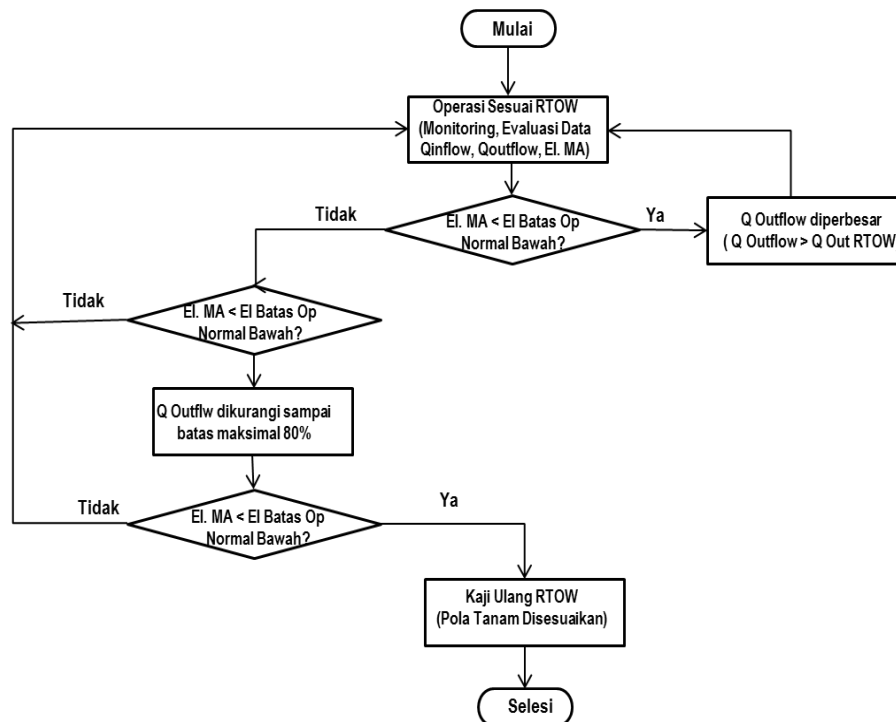 Mulai
Operasi Sesuai RTOW
(Monitoring, Evaluasi Data
Qinflow, Qoutflow, El. MA)
Tidak
El. MA < El Batas Op
Normal Bawah?
Ya
Q Outflow diperbesar
( Q Outflow > Q Out RTOW
Tidak
El. MA < El Batas Op
Normal Bawah?
Q Outflw dikurangi sampai
batas maksimal 80%
Tidak
El. MA < El Batas Op
Normal Bawah?
Ya
Kaji Ulang RTOW
(Pola Tanam Disesuaikan)
Selesi